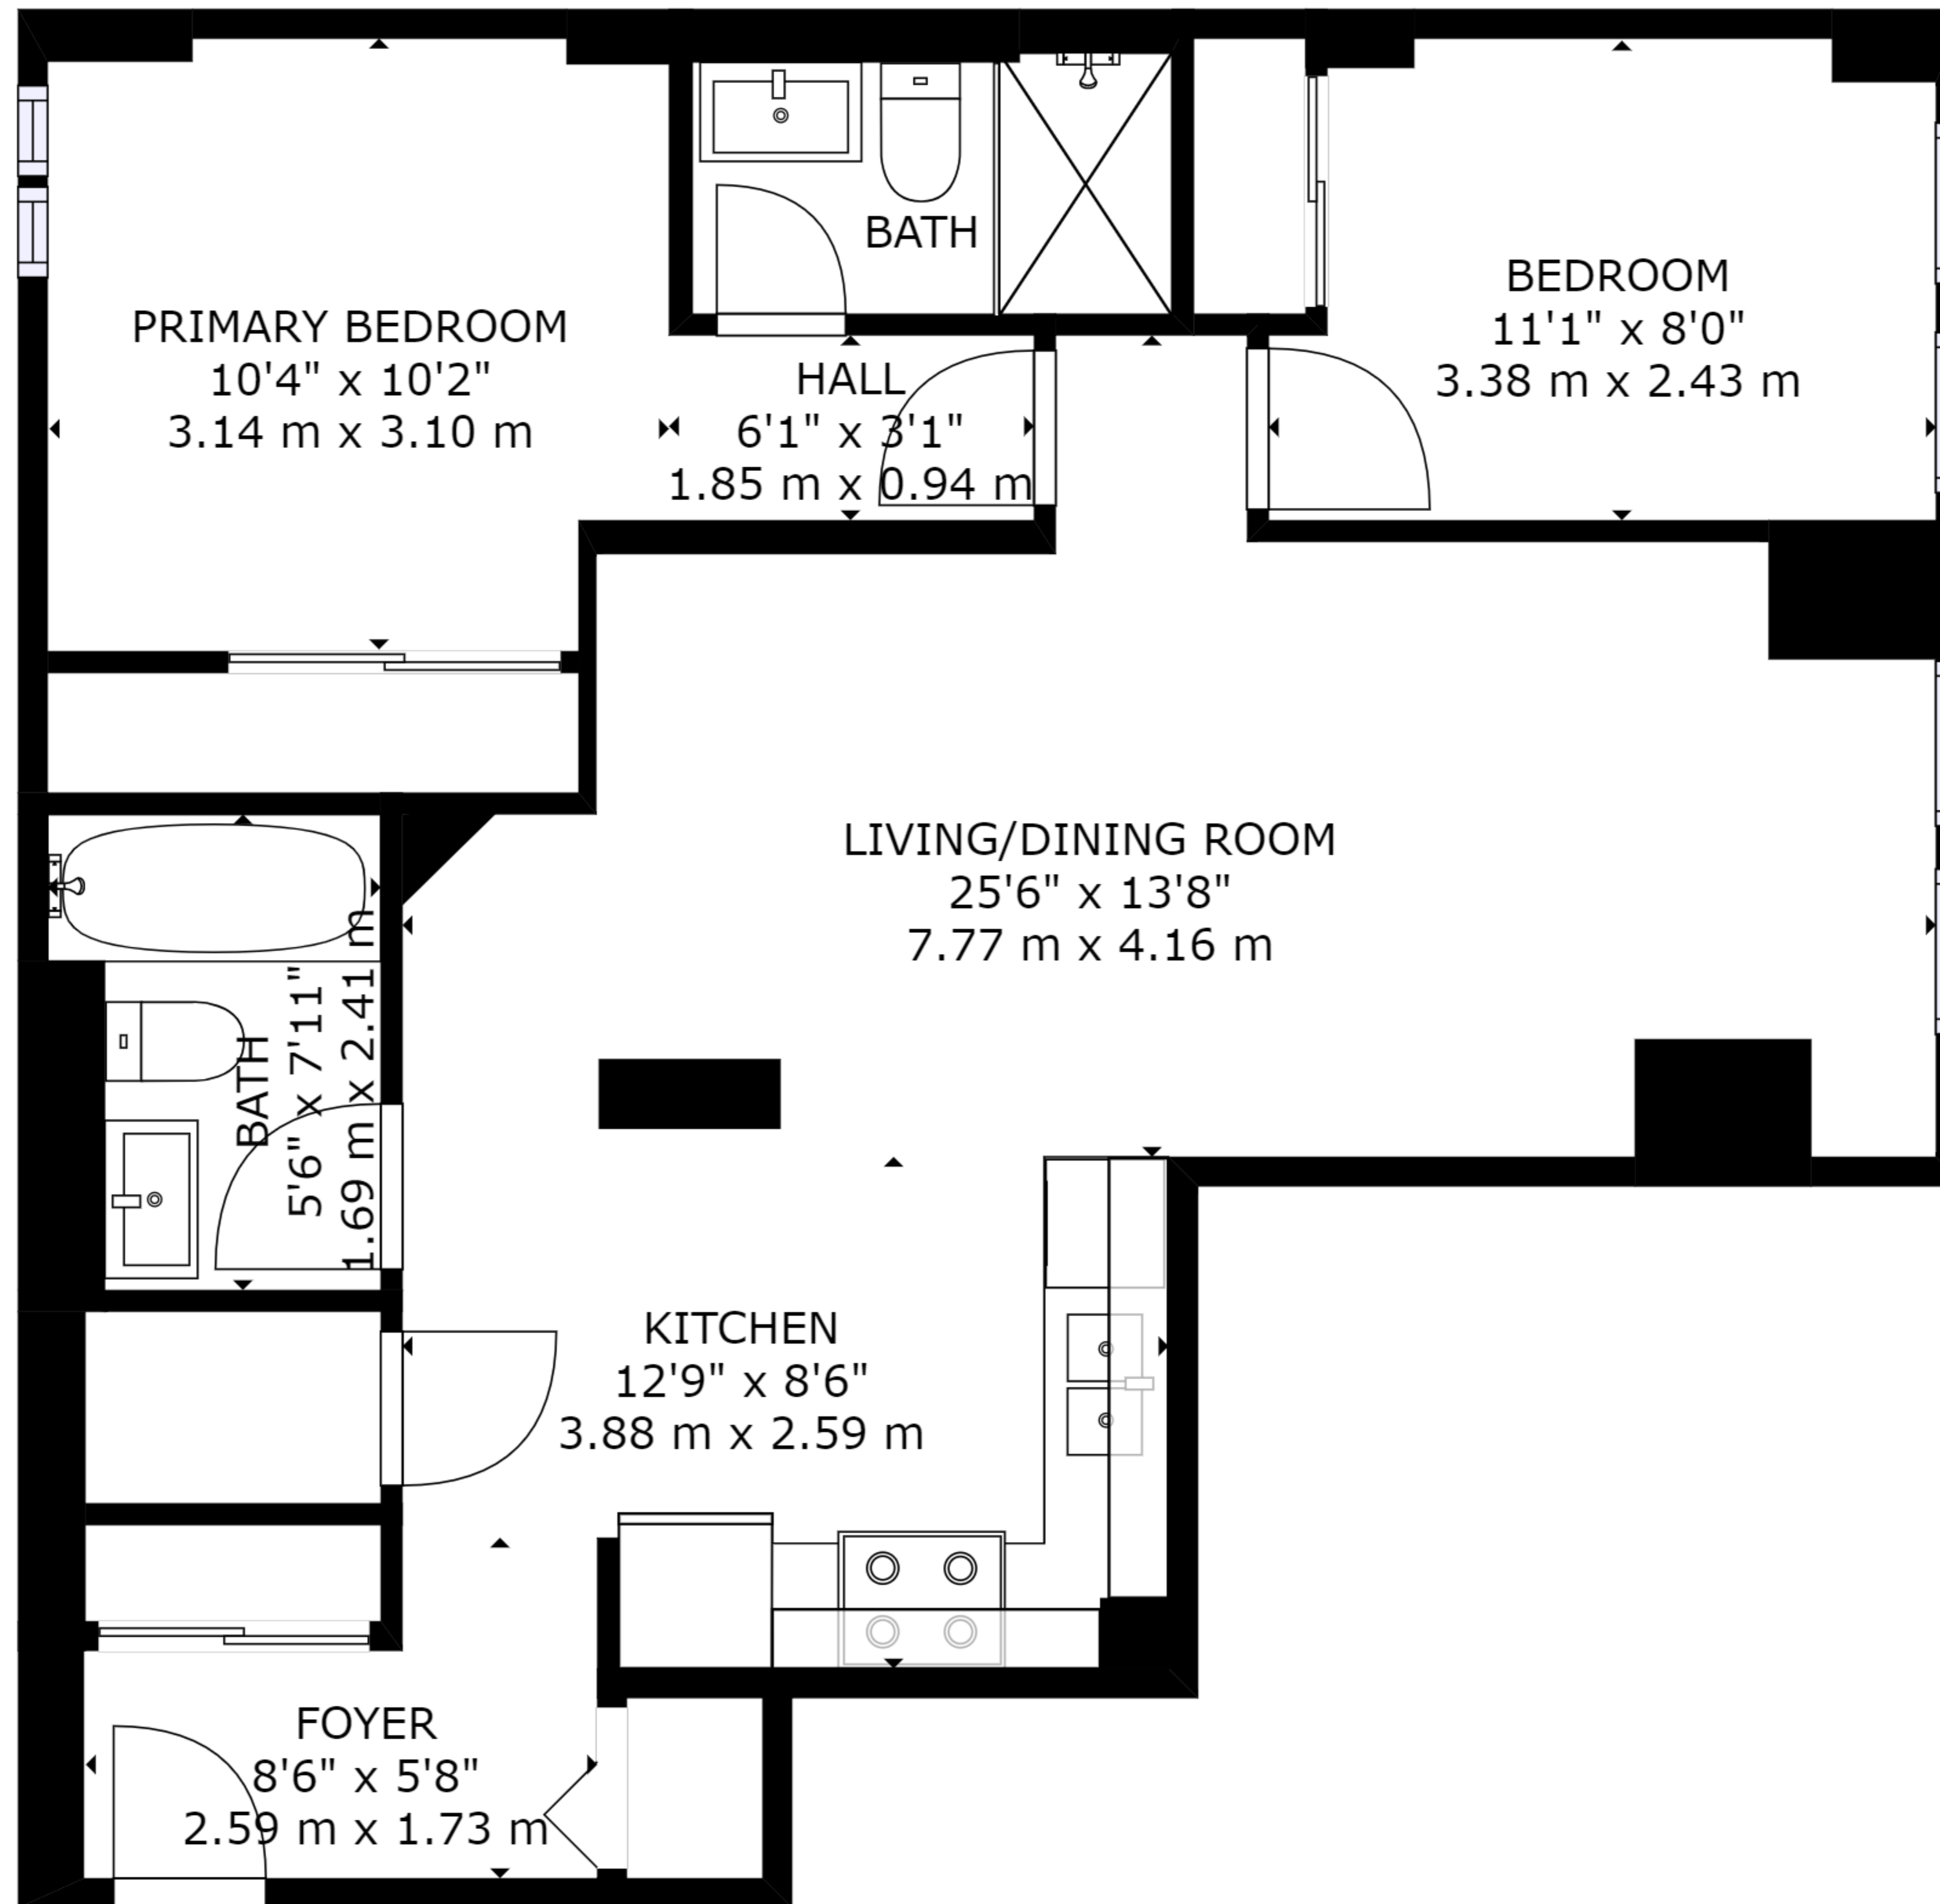 PRIMARY BEDROOM
10'4" x 10'2"
3.14 m x 3.10 m
BATH
HALL
6'1" x 3'1"
1.85 m x 0.94 m
BEDROOM
11'1" x 8'0"
3.38 m x 2.43 m
LIVING/DINING ROOM
25'6" x 13'8"
7.77 m x 4.16 m
BATH
5'6" x 7'11"
1.69 m x 2.41 m
KITCHEN
12'9" x 8'6"
3.88 m x 2.59 m
FOYER
8'6" x 5'8"
2.59 m x 1.73 m